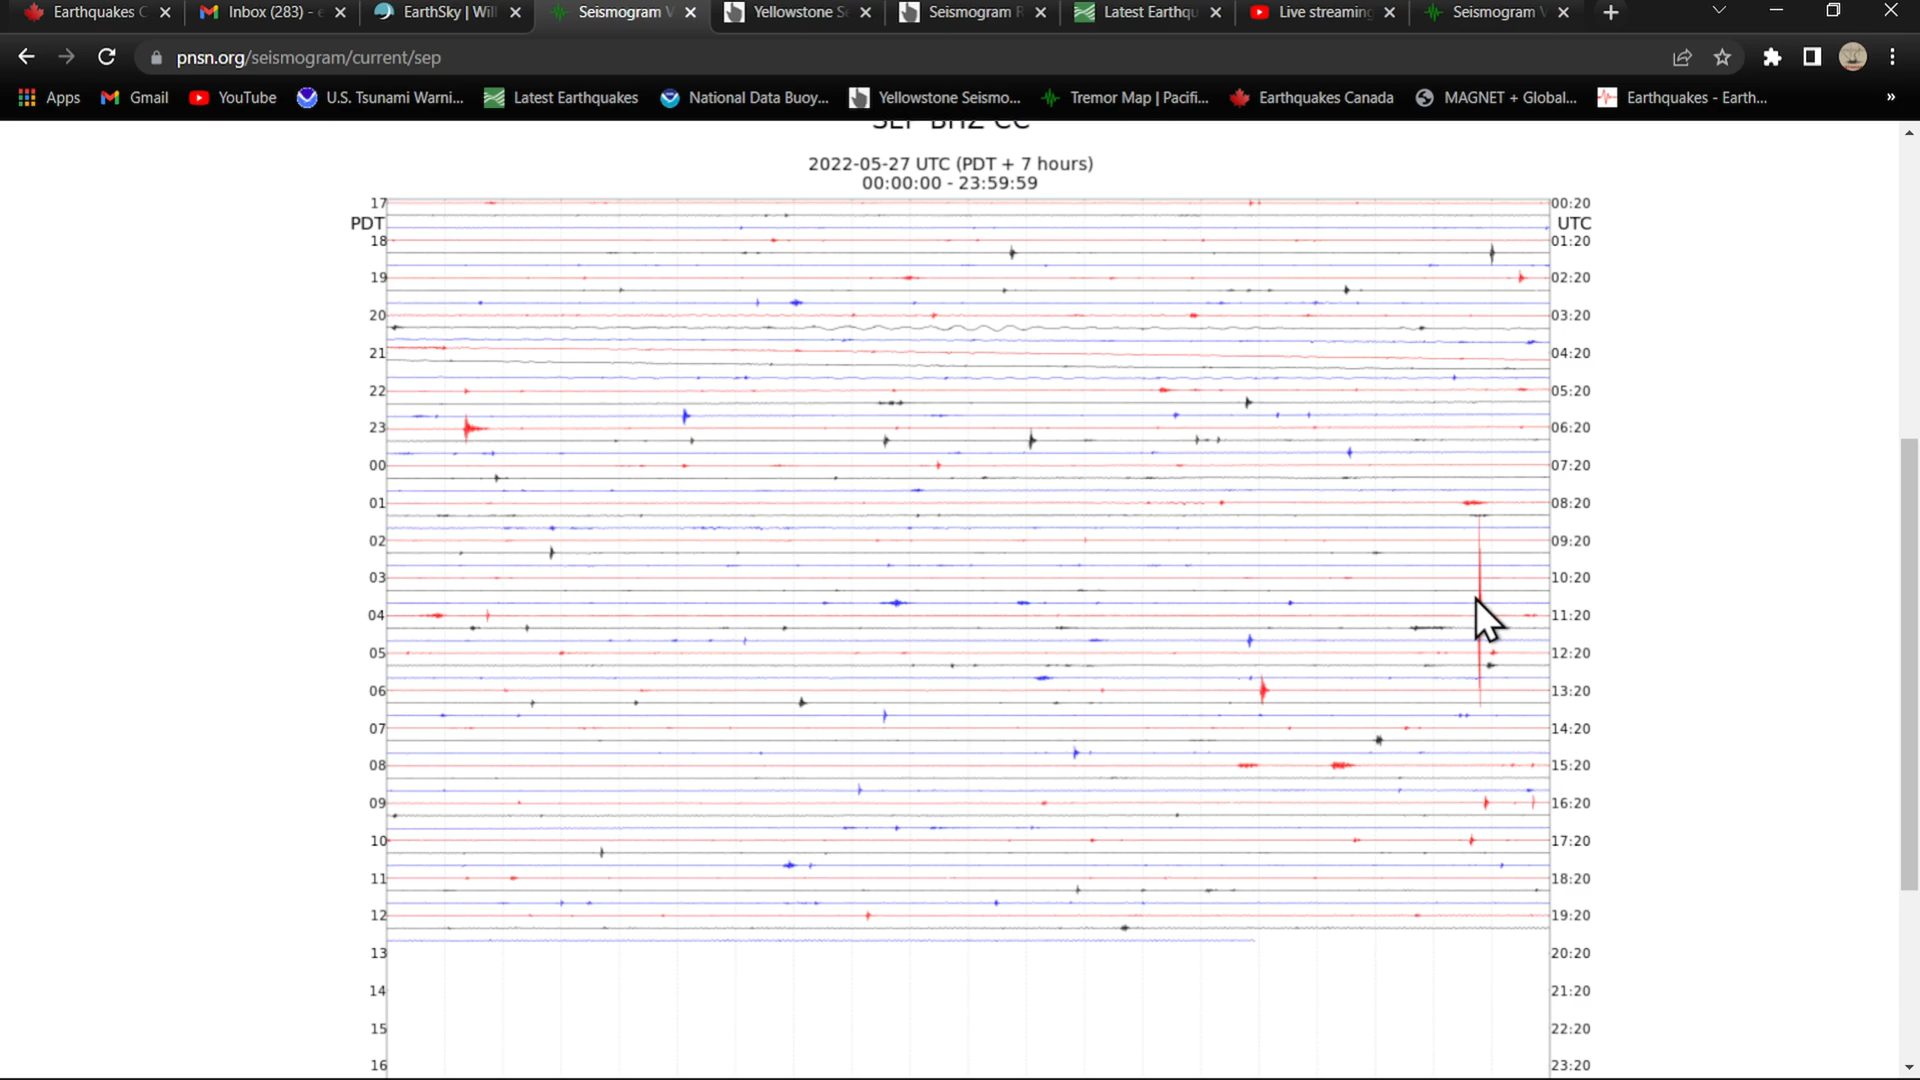 Earthquakes C
Inbox (283) - e
EarthSky | Will
Seismogram V
Yellowstone Se
Seismogram R
Latest Earthqu
Live streaming
Seismogram V
pnsn.org/seismogram/current/sep
Apps
Gmail
YouTube
U.S. Tsunami Warni...
Latest Earthquakes
National Data Buoy...
Yellowstone Seismo...
Tremor Map | Pacifi...
Earthquakes Canada
MAGNET + Global...
Earthquakes - Earth...
»
SEP BHZ CC
2022-05-27 UTC (PDT + 7 hours)
00:00:00 - 23:59:59
17 00:20
PDT UTC
18 01:20
19 02:20
20 03:20
21 04:20
22 05:20
23 06:20
00 07:20
01 08:20
02 09:20
03 10:20
04 11:20
05 12:20
06 13:20
07 14:20
08 15:20
09 16:20
10 17:20
11 18:20
12 19:20
13 20:20
14 21:20
15 22:20
16 23:20